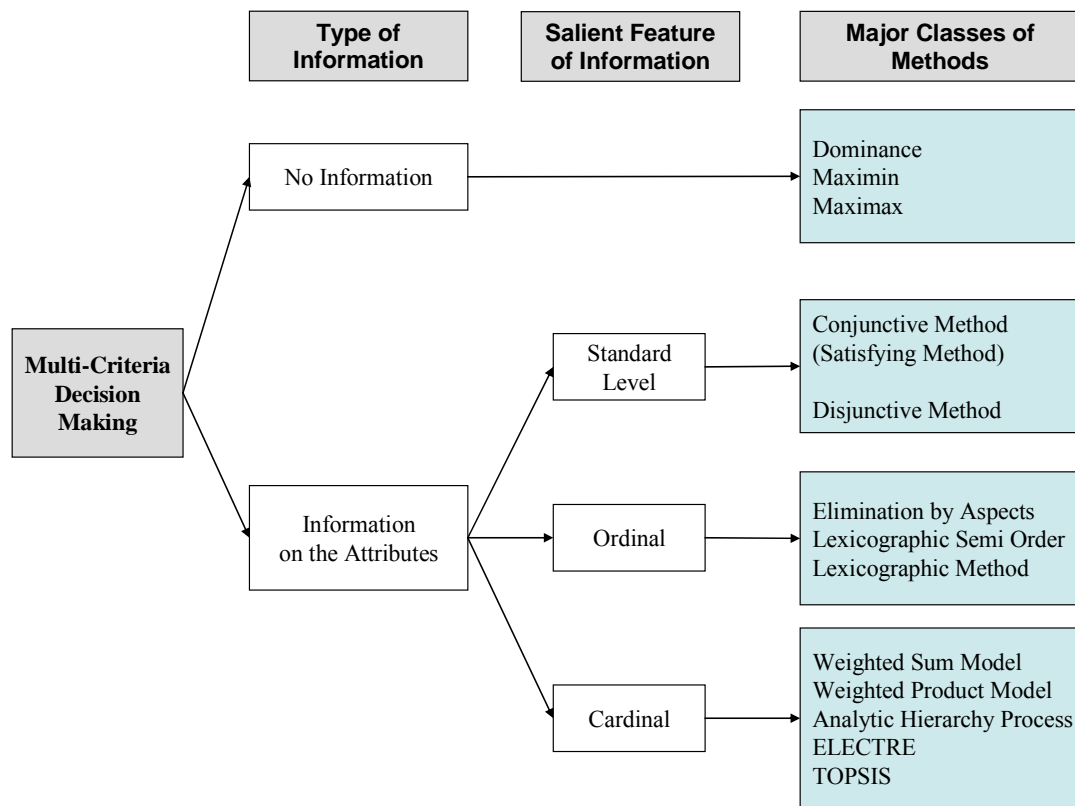 Type of
Information
Salient Feature
of Information
Major Classes of
Methods
No Information
Dominance
Maximin
Maximax
Multi-Criteria
Decision
Making
Standard
Level
Conjunctive Method
(Satisfying Method)
Disjunctive Method
Information
on the Attributes
Ordinal
Elimination by Aspects
Lexicographic Semi Order
Lexicographic Method
Cardinal
Weighted Sum Model
Weighted Product Model
Analytic Hierarchy Process
ELECTRE
TOPSIS